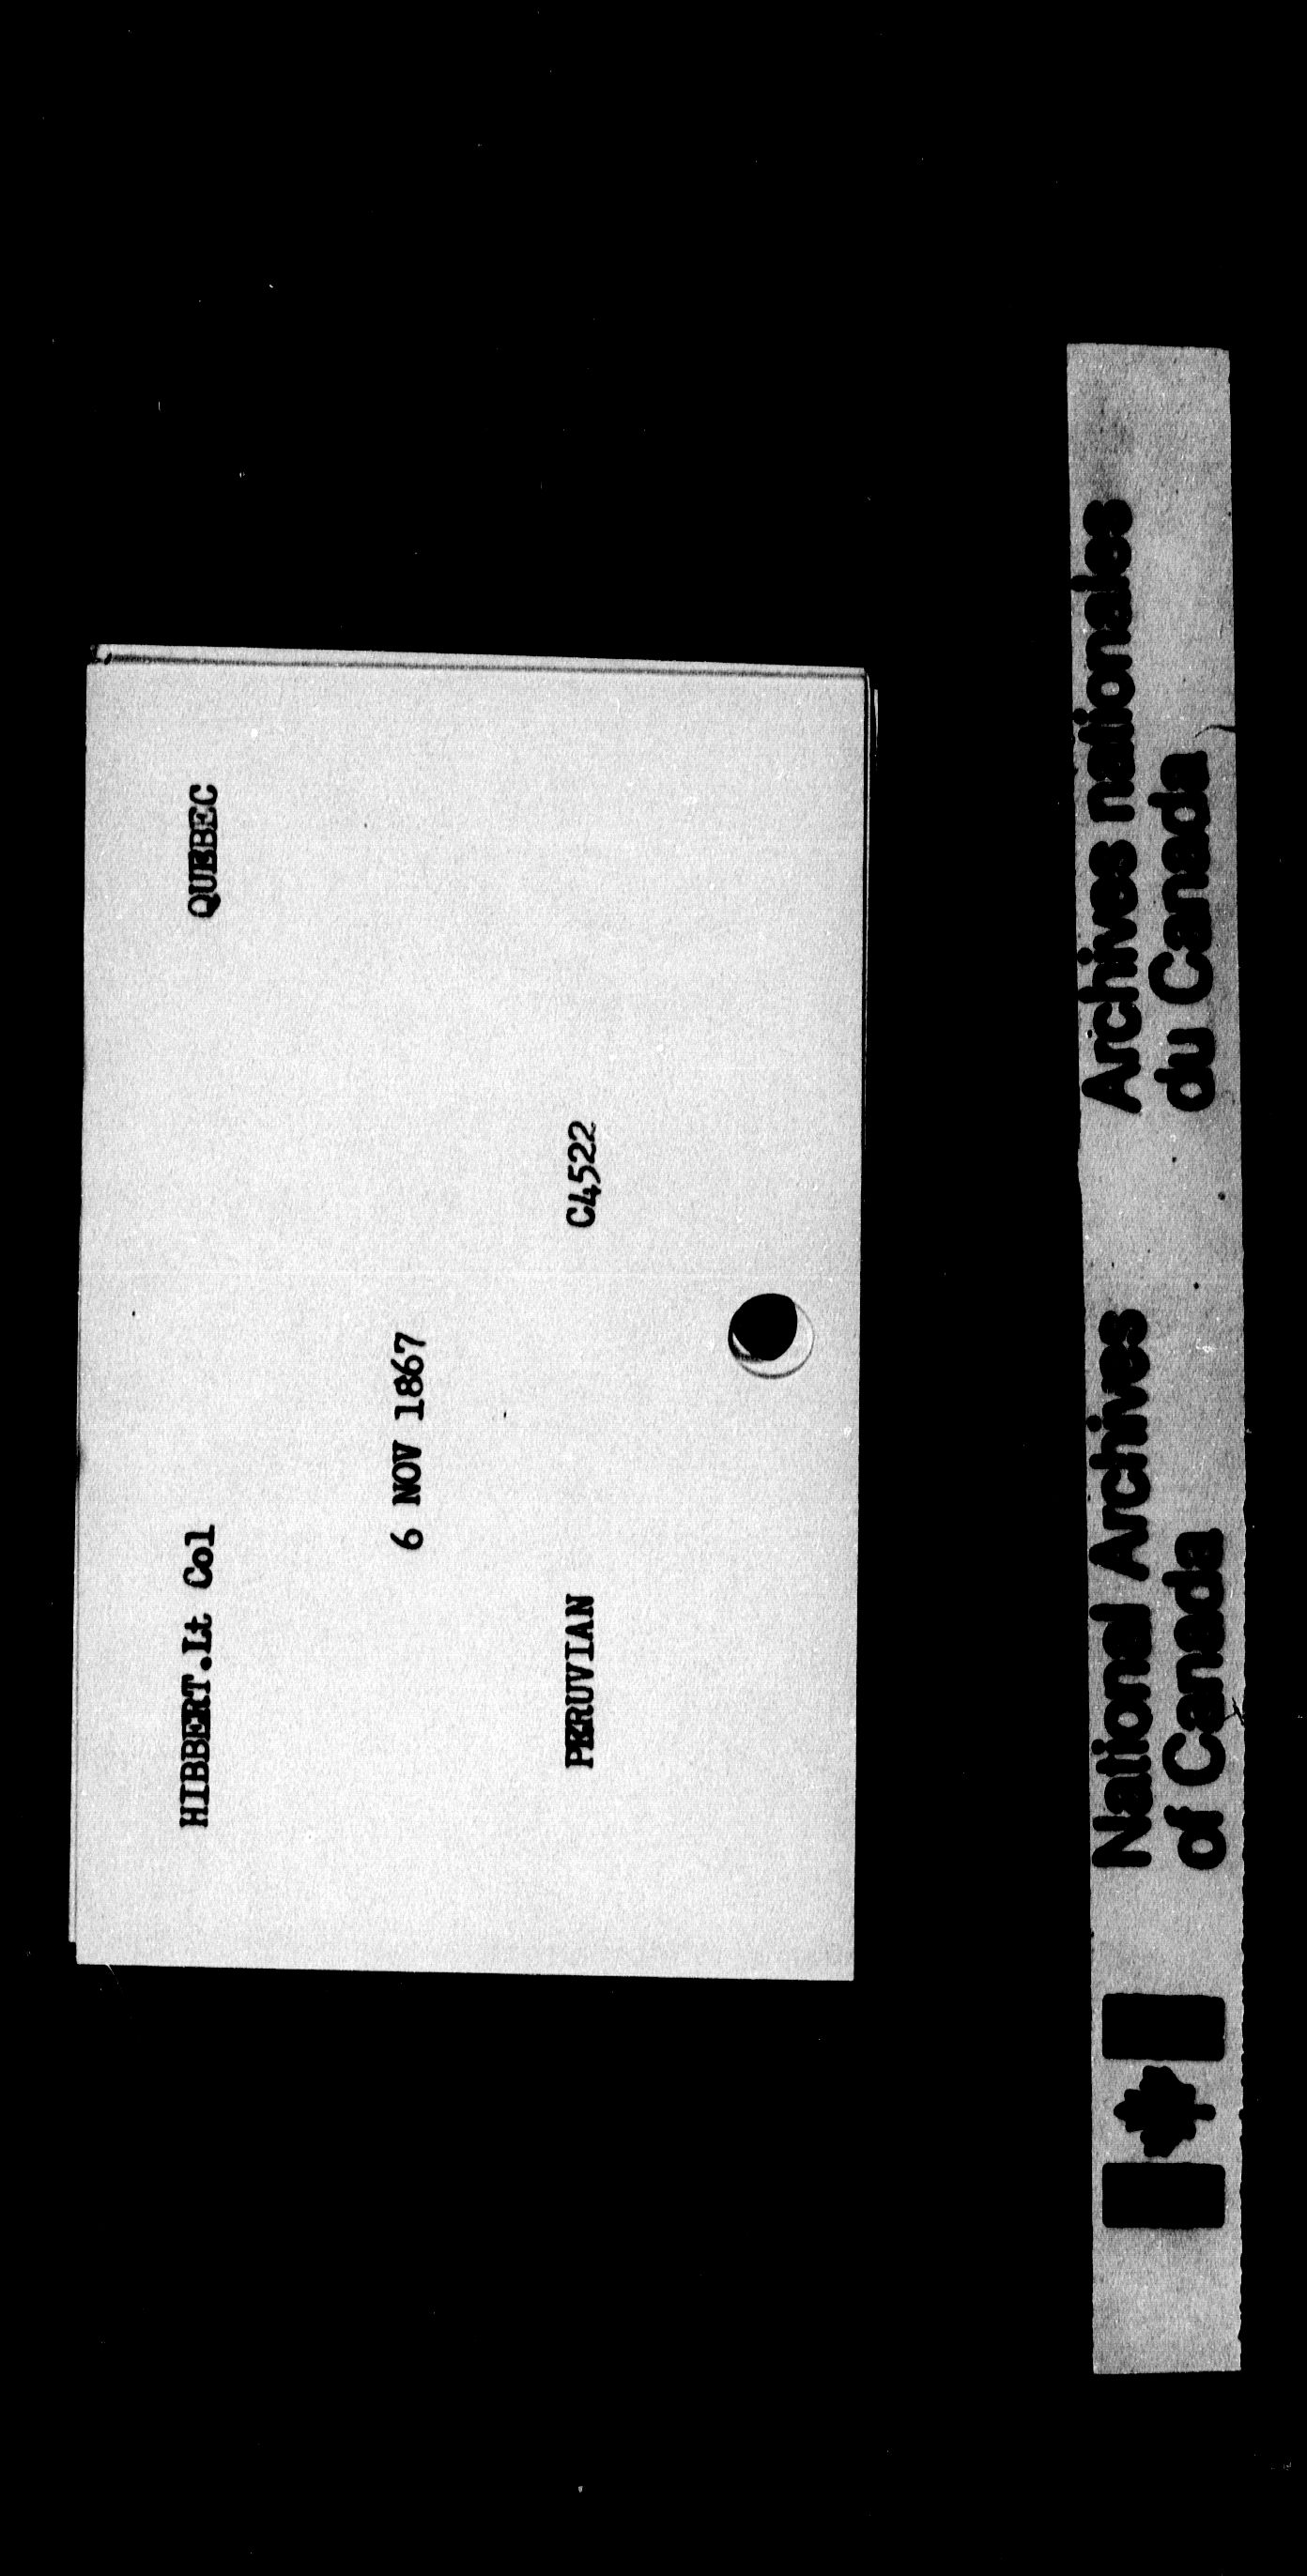 HIBBERT.Lt Col QUEBEC
6 NOV 1867
PERUVIAN C4522
National Archives
of Canada
Archives nationales
du Canada